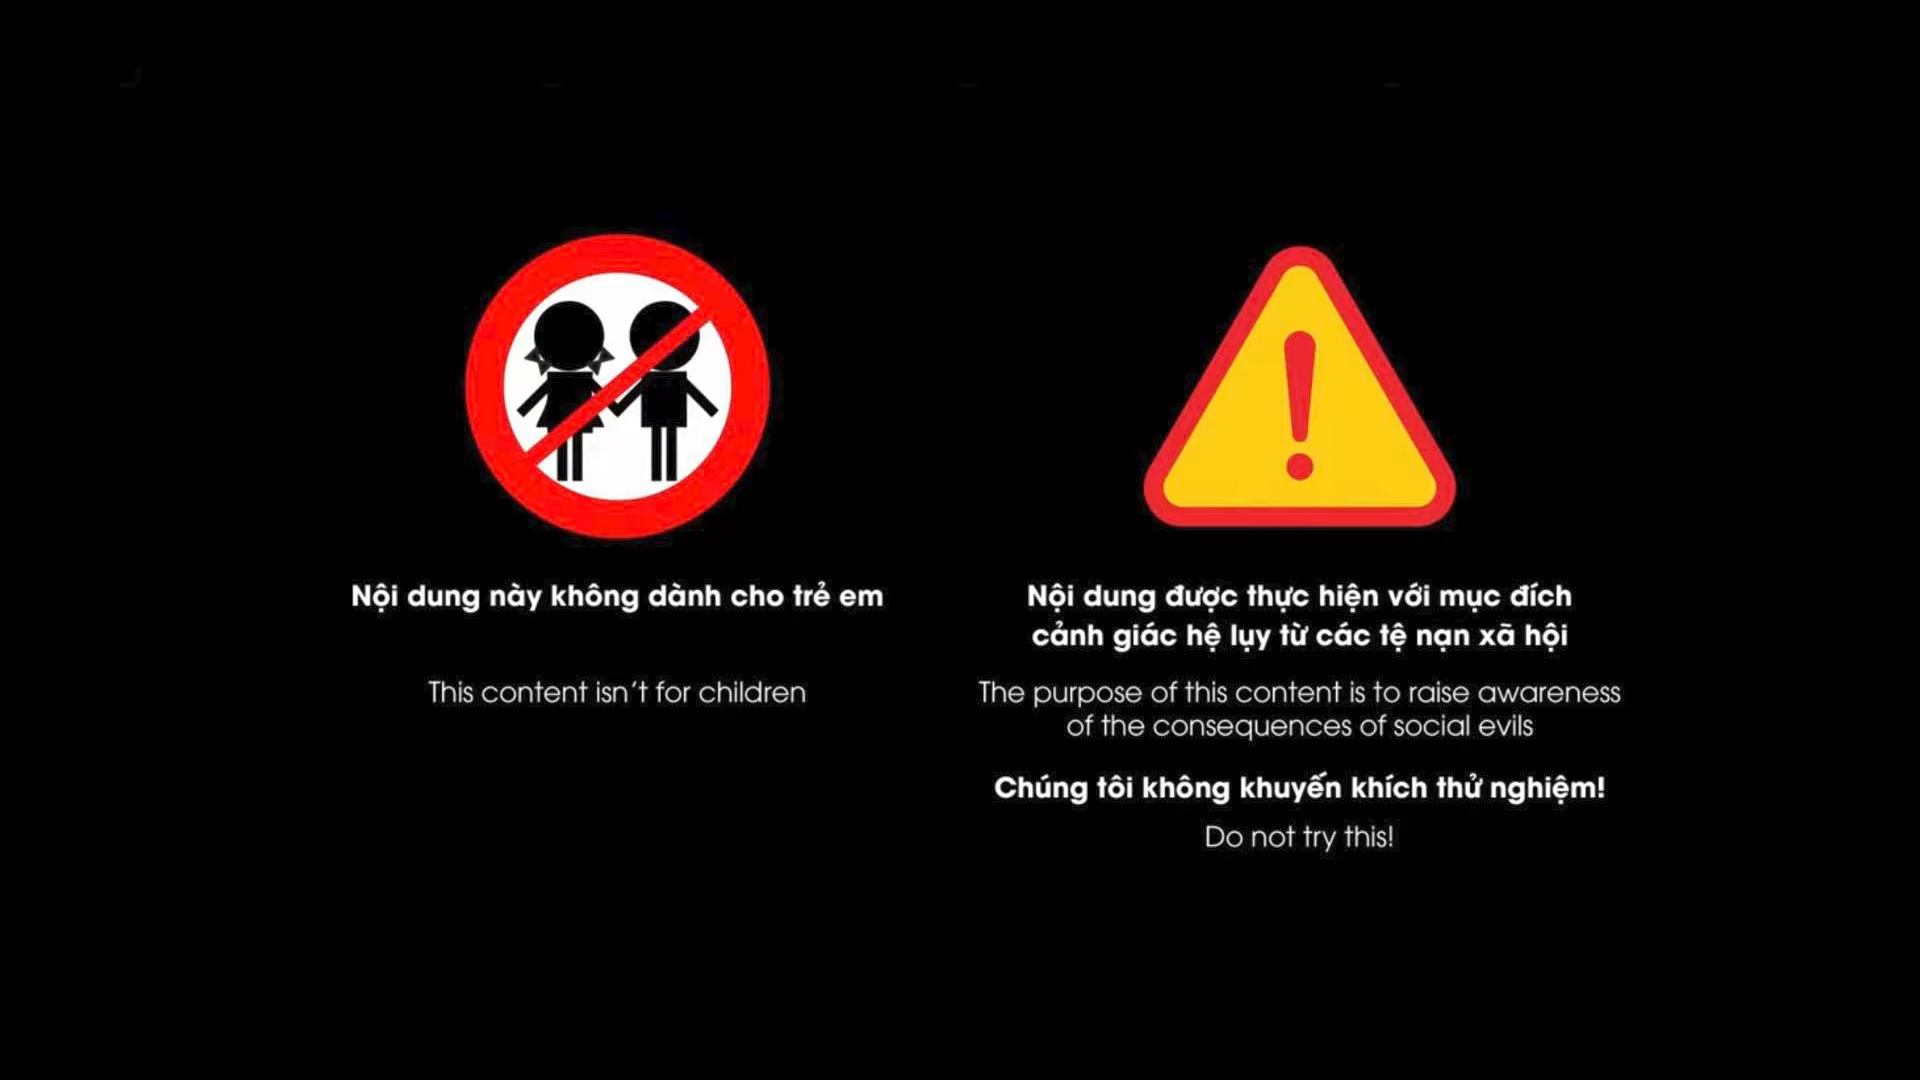 Nội dung này không dành cho trẻ em
This content isn't for children
Nội dung được thực hiện với mục đích
cảnh giác hệ lụy từ các tệ nạn xã hội
The purpose of this content is to raise awareness
of the consequences of social evils
Chúng tôi không khuyến khích thử nghiệm!
Do not try this!